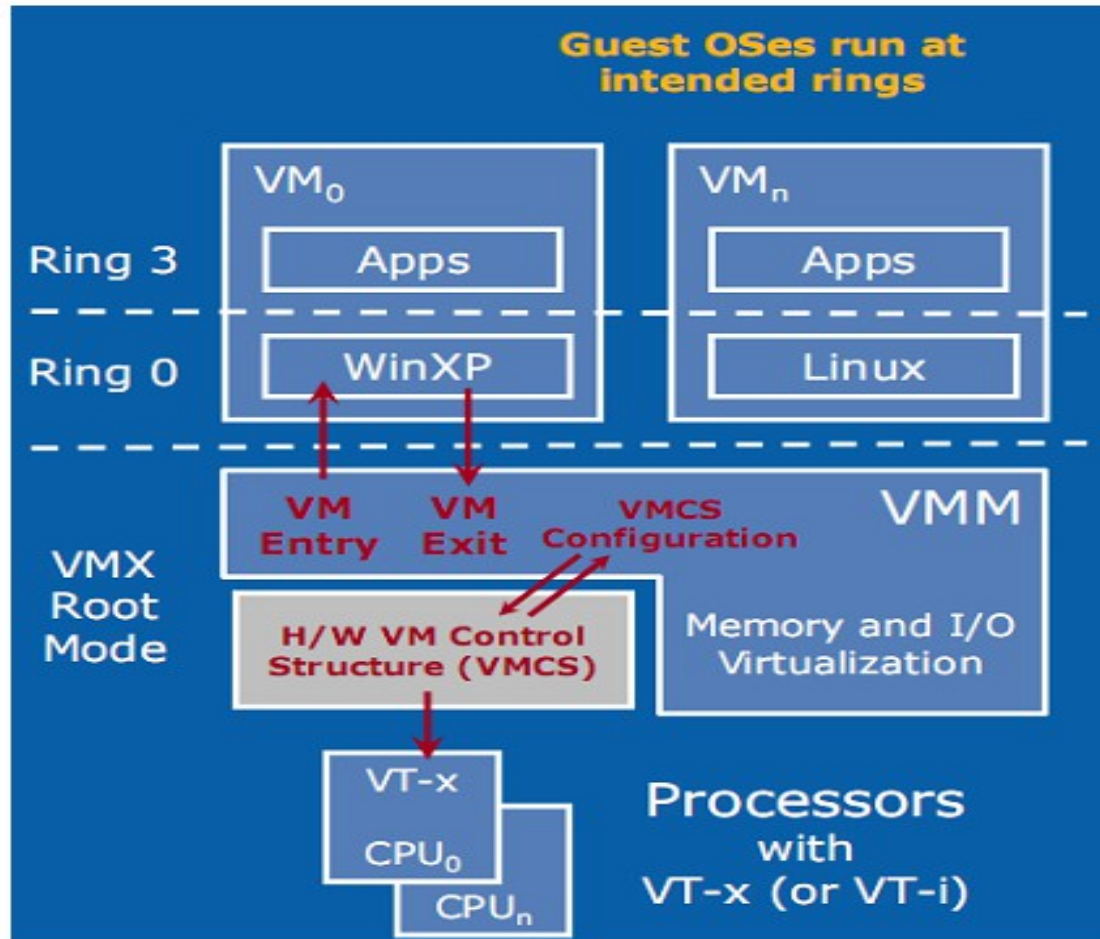 Guest OSes run at
intended rings
VM₀
VMₙ
Ring 3
Apps
Apps
Ring 0
WinXP
Linux
VMX
Root
Mode
VM
Entry
VM
Exit
VMCS
Configuration
VMM
H/W VM Control
Structure (VMCS)
Memory and I/O
Virtualization
VT-x
CPU₀
CPUₙ
Processors
with
VT-x (or VT-i)